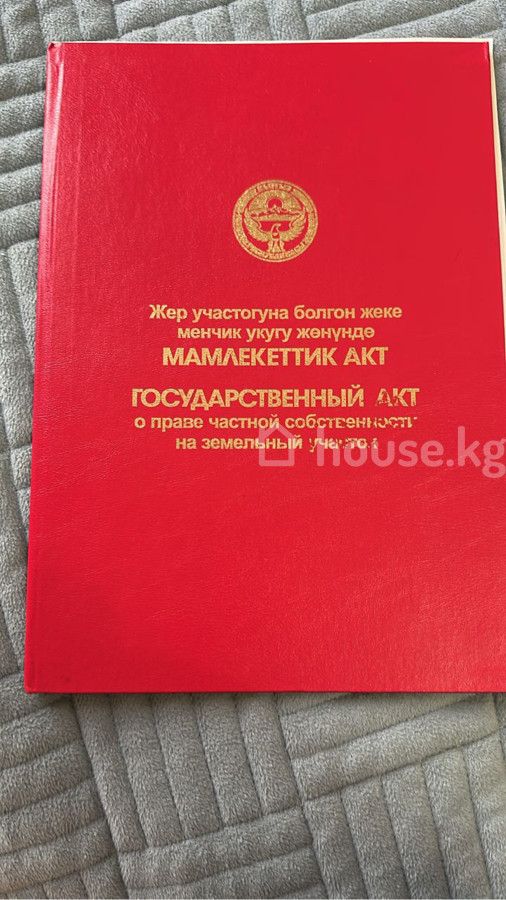 Жер участогуна болгон жеке
менчик укугу жөнүндө
МАМЛЕКЕТТИК АКТ
ГОСУДАРСТВЕННЫЙ АКТ
о праве частной собственности
на земельный участок
house.kg